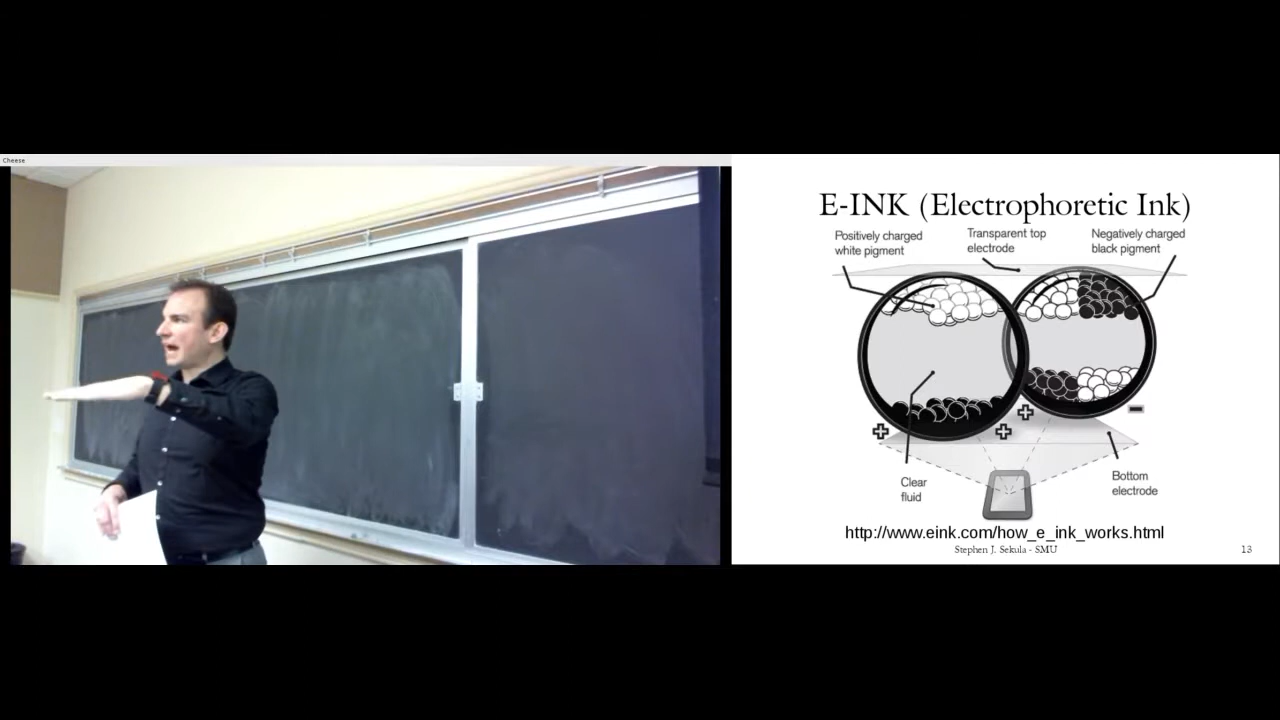 Cheese
E-INK (Electrophoretic Ink)
Positively charged
white pigment
Transparent top
electrode
Negatively charged
black pigment
Clear
fluid
Bottom
electrode
http://www.eink.com/how_e_ink_works.html
Stephen J. Sekula - SMU
13